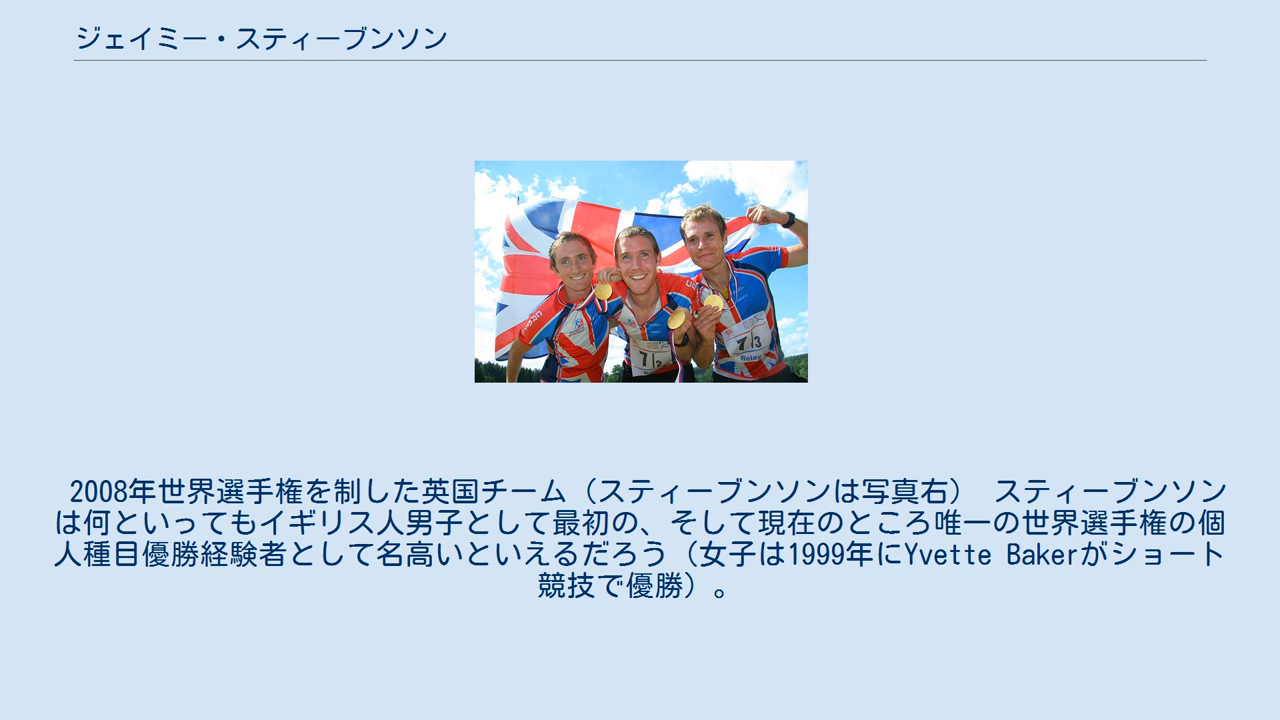 ジェイミー・スティーブンソン
7/2
7/3
Relay
2008年世界選手権を制した英国チーム（スティーブンソンは写真右） スティーブンソン
は何といってもイギリス人男子として最初の、そして現在のところ唯一の世界選手権の個
人種目優勝経験者として名高いといえるだろう（女子は1999年にYvette Bakerがショート
競技で優勝）。